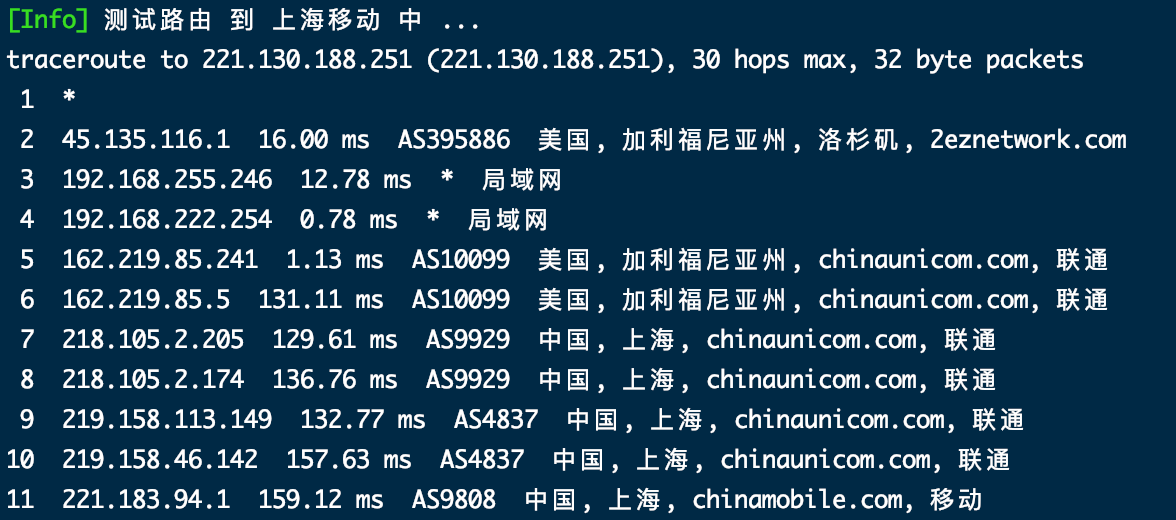 [Info] 测试路由 到 上海移动 中 ...
traceroute to 221.130.188.251 (221.130.188.251), 30 hops max, 32 byte packets
1 *
2 45.135.116.1 16.00 ms AS395886 美国, 加利福尼亚州, 洛杉矶, 2eznetwork.com
3 192.168.255.246 12.78 ms * 局域网
4 192.168.222.254 0.78 ms * 局域网
5 162.219.85.241 1.13 ms AS10099 美国, 加利福尼亚州, chinaunicom.com, 联通
6 162.219.85.5 131.11 ms AS10099 美国, 加利福尼亚州, chinaunicom.com, 联通
7 218.105.2.205 129.61 ms AS9929 中国, 上海, chinaunicom.com, 联通
8 218.105.2.174 136.76 ms AS9929 中国, 上海, chinaunicom.com, 联通
9 219.158.113.149 132.77 ms AS4837 中国, 上海, chinaunicom.com, 联通
10 219.158.46.142 157.63 ms AS4837 中国, 上海, chinaunicom.com, 联通
11 221.183.94.1 159.12 ms AS9808 中国, 上海, chinamobile.com, 移动